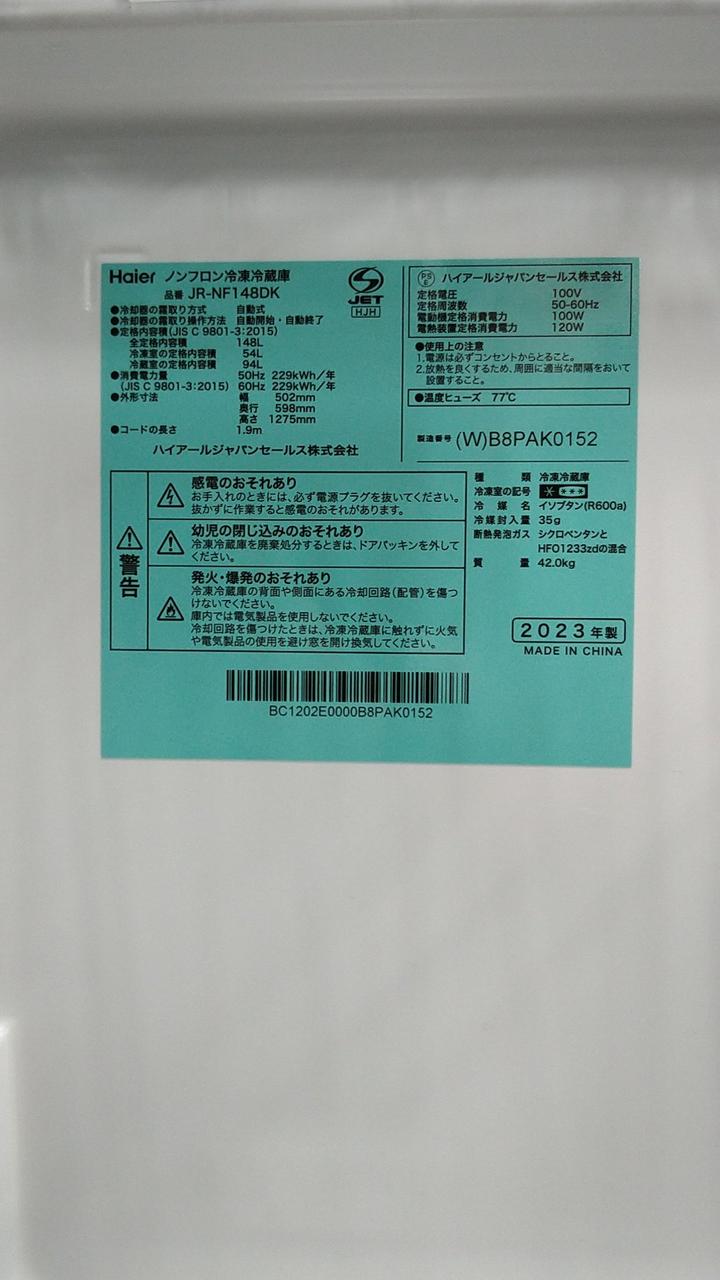 Haier ノンフロン冷凍冷蔵庫
品番 JR-NF148DK
●冷却器の霜取り方式 自動式
●冷却器の霜取り操作方法 自動開始・自動終了
●定格内容積(JIS C 9801-3:2015)
全定格内容積 148L
冷凍室の定格内容積 54L
冷蔵室の定格内容積 94L
●消費電力量 50Hz 229kWh/年
(JIS C 9801-3:2015) 60Hz 229kWh/年
●外形寸法 幅 502mm
奥行 598mm
高さ 1275mm
●コードの長さ 1.9m
ハイアールジャパンセールス株式会社
JET
HJH
PSE ハイアールジャパンセールス株式会社
定格電圧 100V
定格周波数 50-60Hz
電動機定格消費電力 100W
電熱装置定格消費電力 120W
●使用上の注意
1.電源は必ずコンセントからとること。
2.放熱を良くするため、周囲に適当な間隔をおいて
設置すること。
●温度ヒューズ 77℃
製造番号 (W)B8PAK0152
警告
感電のおそれあり
お手入れのときには、必ず電源プラグを抜いてください。
抜かずに作業すると感電のおそれがあります。
幼児の閉じ込みのおそれあり
冷凍冷蔵庫を廃棄処分するときは、ドアパッキンを外して
ください。
発火・爆発のおそれあり
冷凍冷蔵庫の背面や側面にある冷却回路(配管)を傷つ
けないでください。
庫内では電気製品を使用しないでください。
冷却回路を傷つけたときは、冷凍冷蔵庫に触れずに火気
や電気製品の使用を避け窓を開け換気してください。
種類 冷凍冷蔵庫
冷凍室の記号
冷媒名 イソブタン(R600a)
冷媒封入量 35g
断熱発泡ガス シクロペンタンと
HFO1233zdの混合
質量 42.0kg
2023年製
MADE IN CHINA
BC1202E0000B8PAK0152